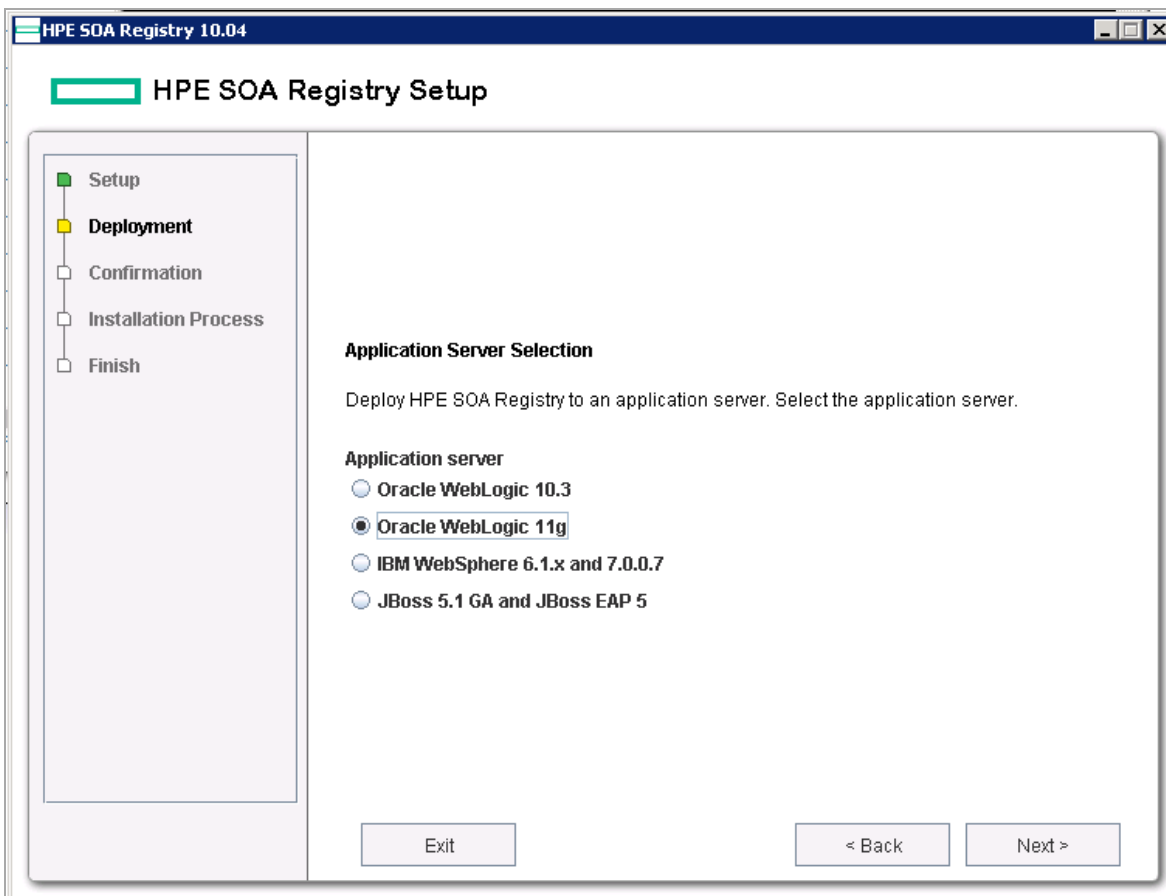 HPE SOA Registry 10.04
HPE SOA Registry Setup
Setup
Deployment
Confirmation
Installation Process
Finish
Application Server Selection
Deploy HPE SOA Registry to an application server. Select the application server.
Application server
Oracle WebLogic 10.3
Oracle WebLogic 11g
IBM WebSphere 6.1.x and 7.0.0.7
JBoss 5.1 GA and JBoss EAP 5
Exit
< Back
Next >